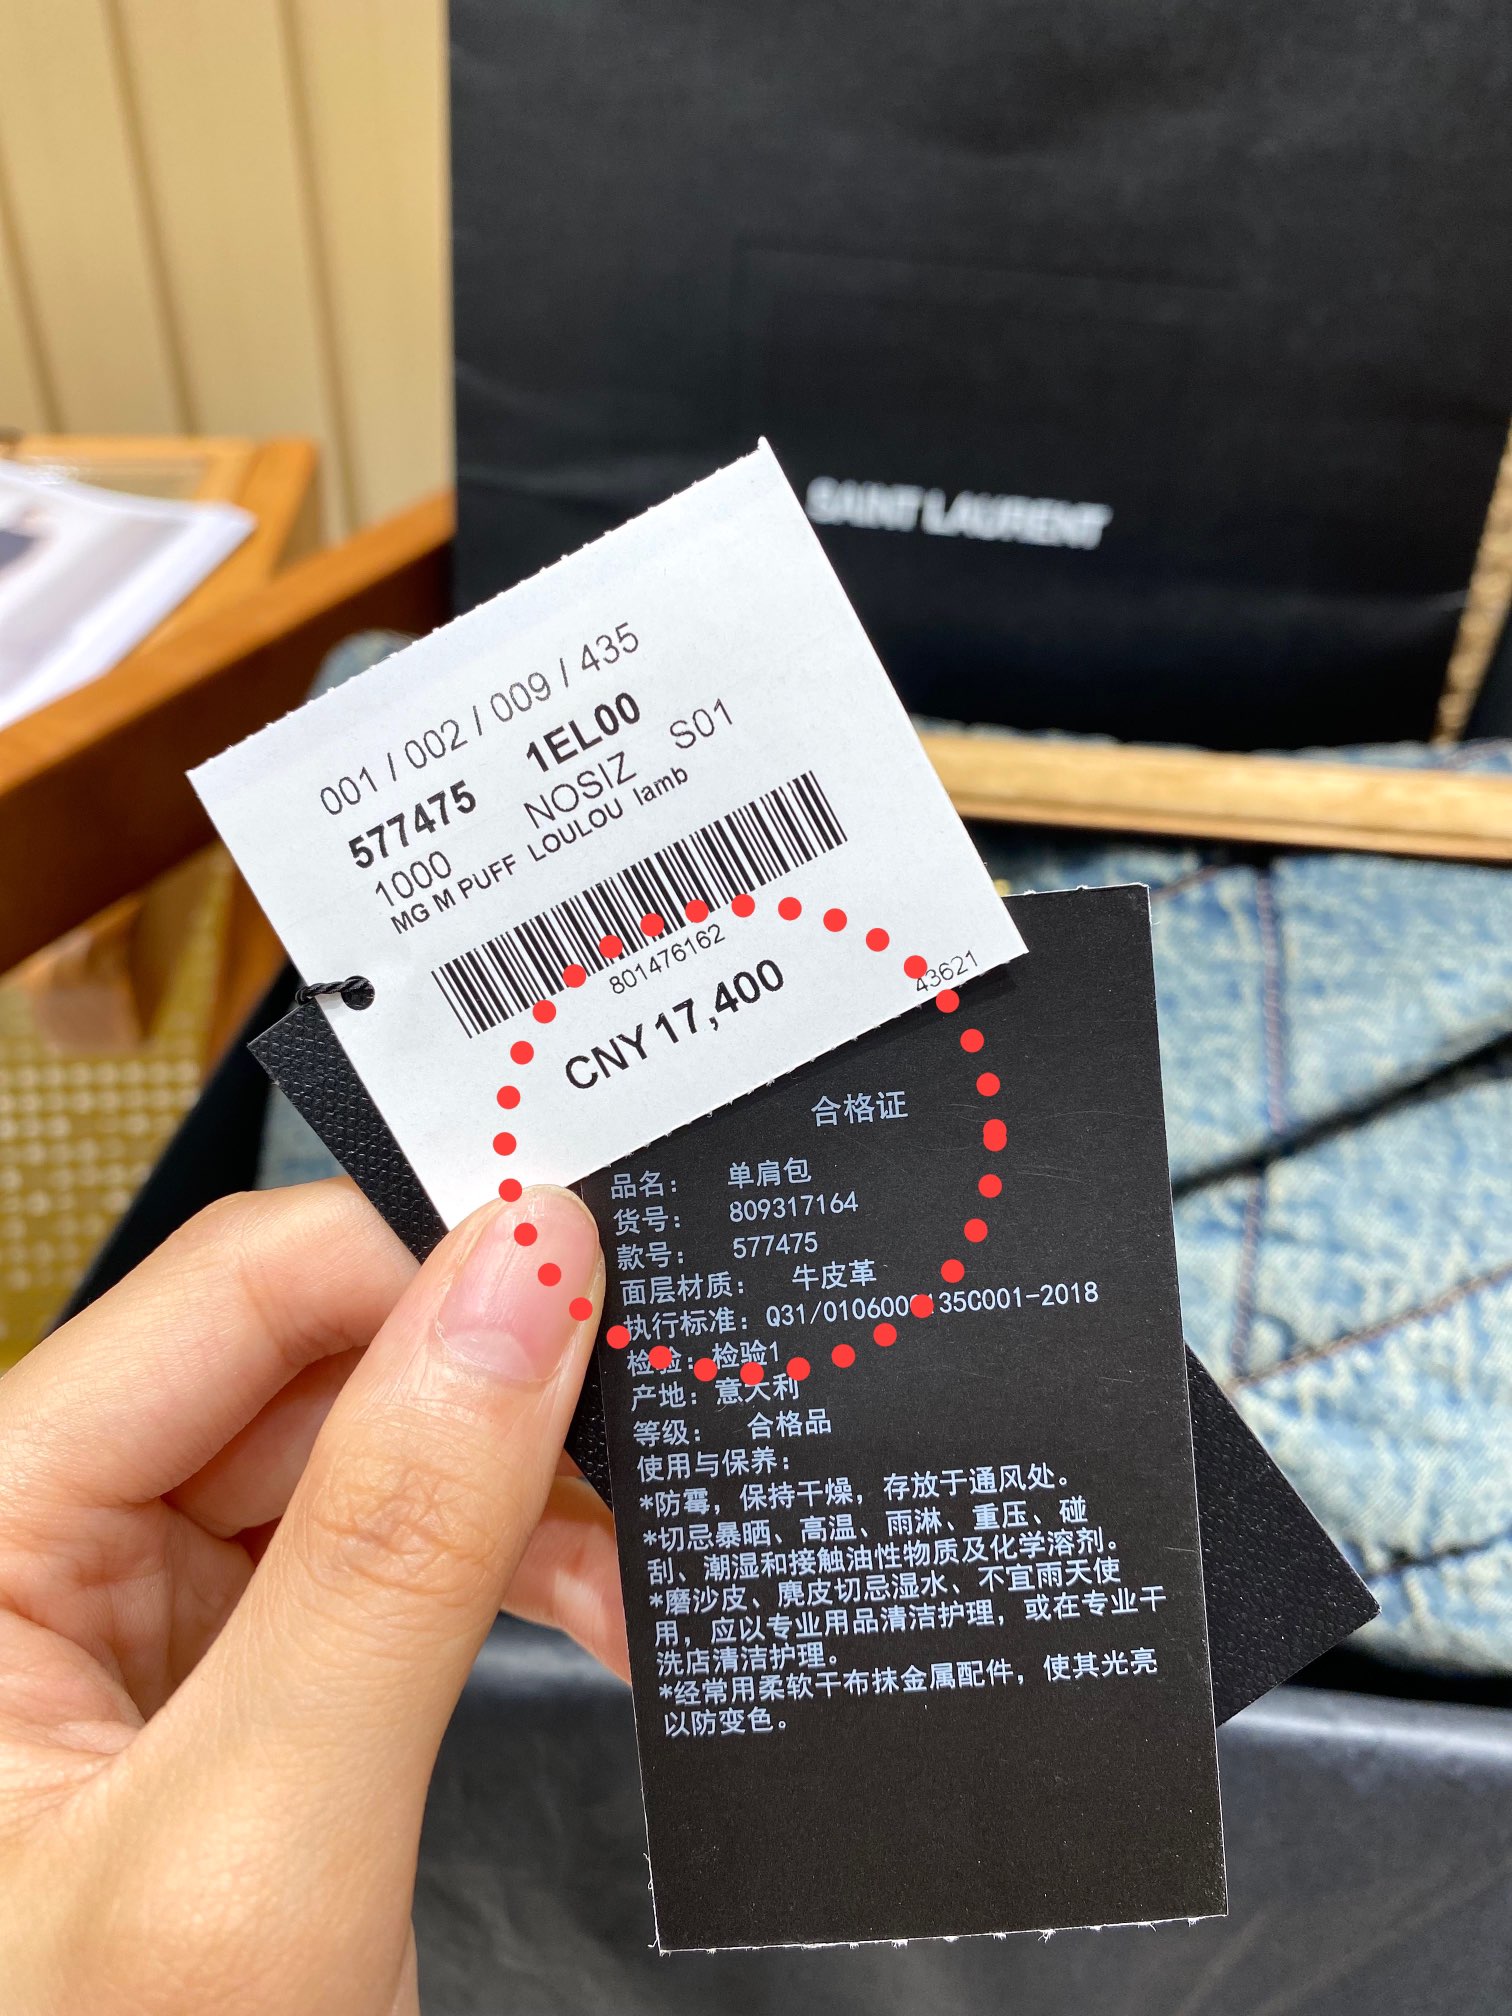 SAINT LAURENT
001 / 002 / 009 / 435
577475 1EL00
1000 NOSIZ S01
MG M PUFF LOULOU lamb
801476162
43621
CNY 17,400
合格证
品名： 单肩包
货号： 809317164
款号： 577475
面层材质： 牛皮革
执行标准：
检验：检验1
产地：意大利
等级： 合格品
使用与保养：
*防霉，保持干燥，存放于通风处。
*切忌暴晒、高温、雨淋、重压、碰
刮、潮湿和接触油性物质及化学溶剂。
*磨沙皮、麂皮切忌湿水、不宜雨天使
用，应以专业用品清洁护理，或在专业干
洗店清洁护理。
*经常用柔软干布抹金属配件，使其光亮
以防变色。